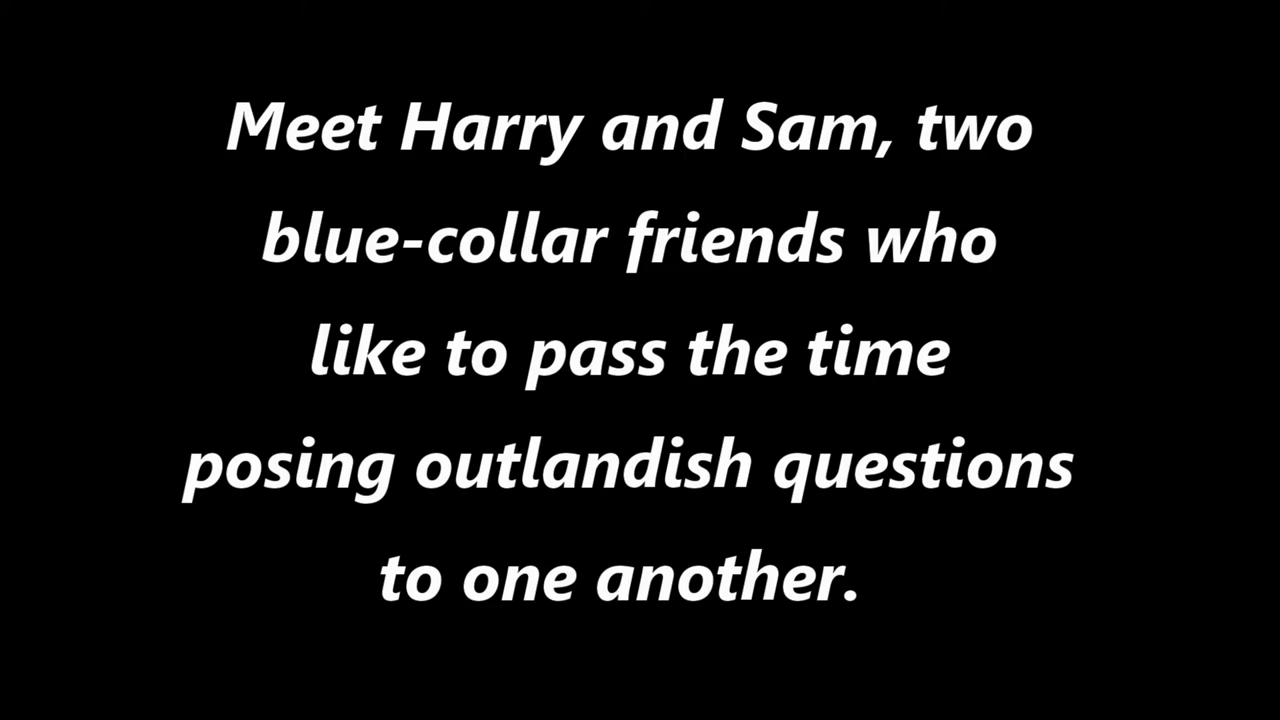 Meet Harry and Sam, two
blue-collar friends who
like to pass the time
posing outlandish questions
to one another.